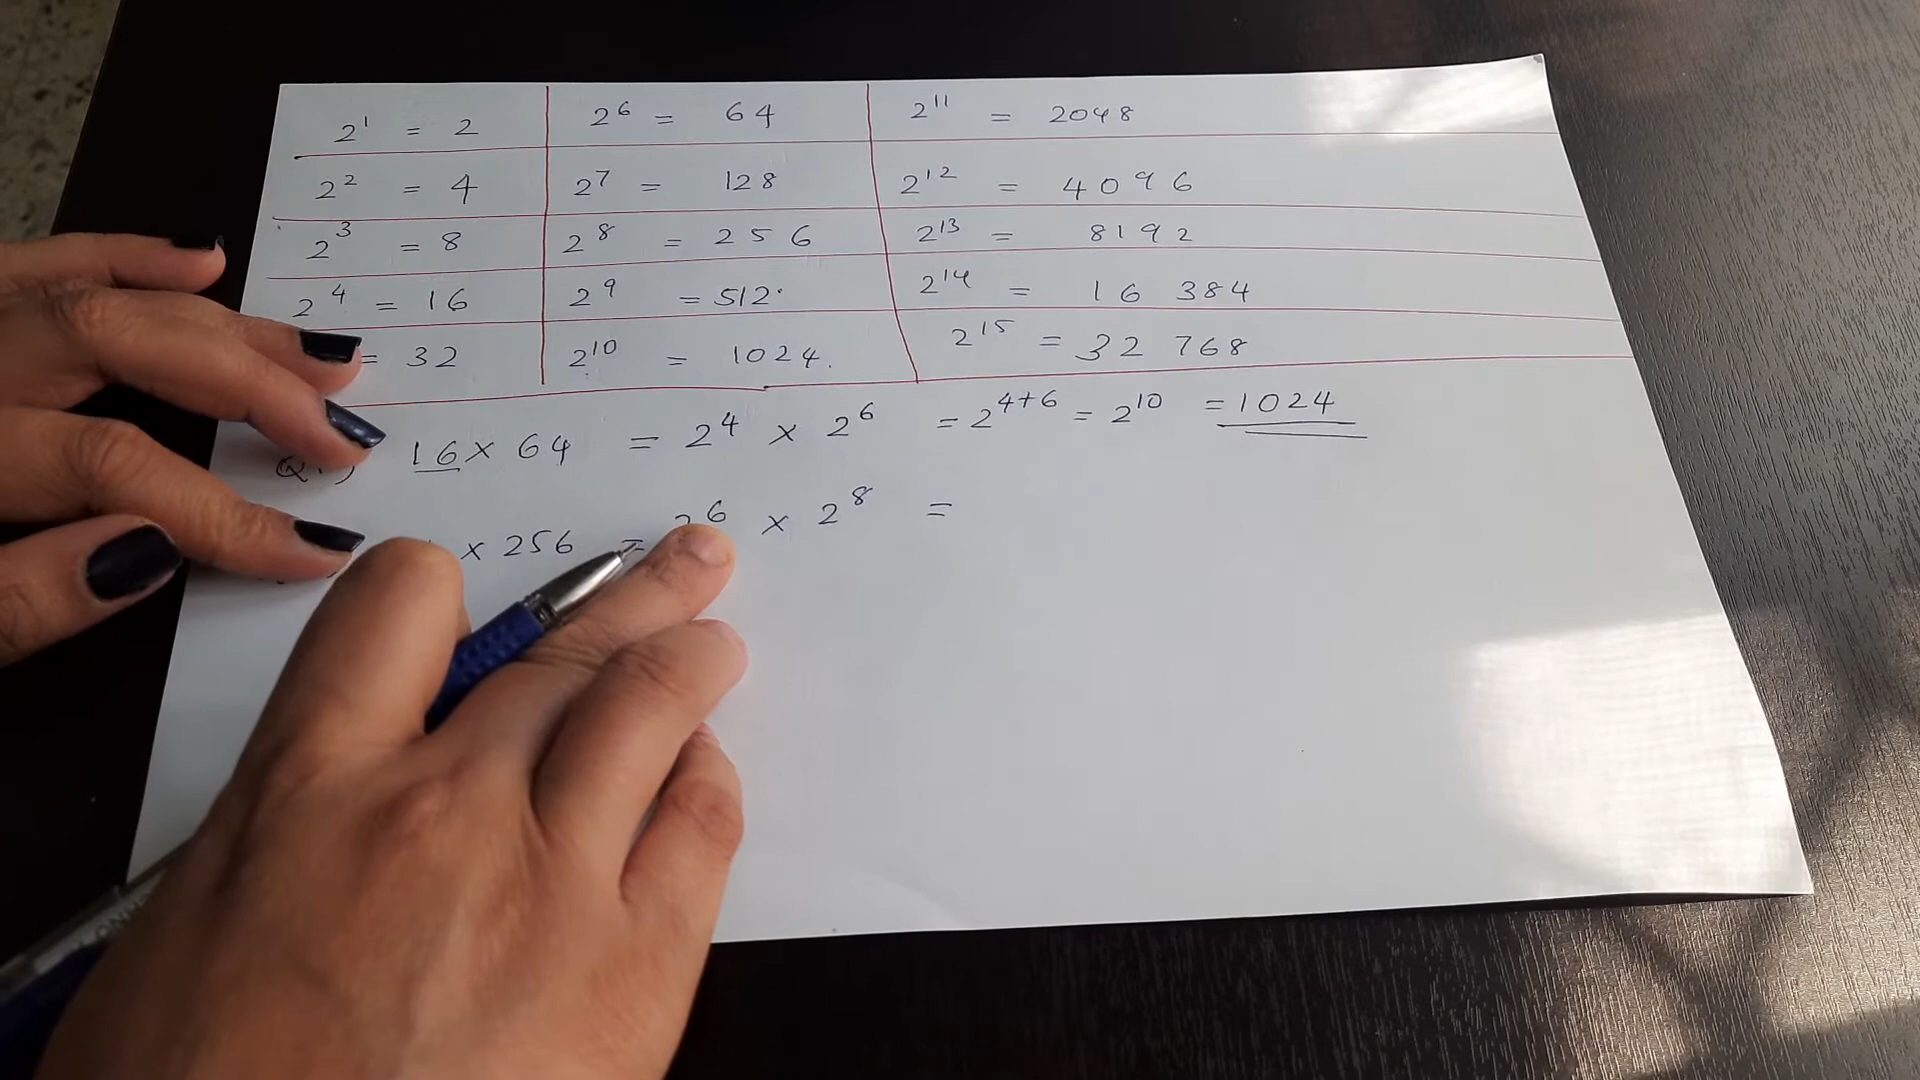 2¹ = 2 2⁶ = 64 2¹¹ = 2048
2² = 4 2⁷ = 128 2¹² = 4096
2³ = 8 2⁸ = 256 2¹³ = 8192
2⁴ = 16 2⁹ = 512 2¹⁴ = 16 384
= 32 2¹⁰ = 1024. 2¹⁵ = 32 768
16 × 64 = 2⁴ × 2⁶ = 2⁴⁺⁶ = 2¹⁰ = 1024
× 256 = 2⁶ × 2⁸ =